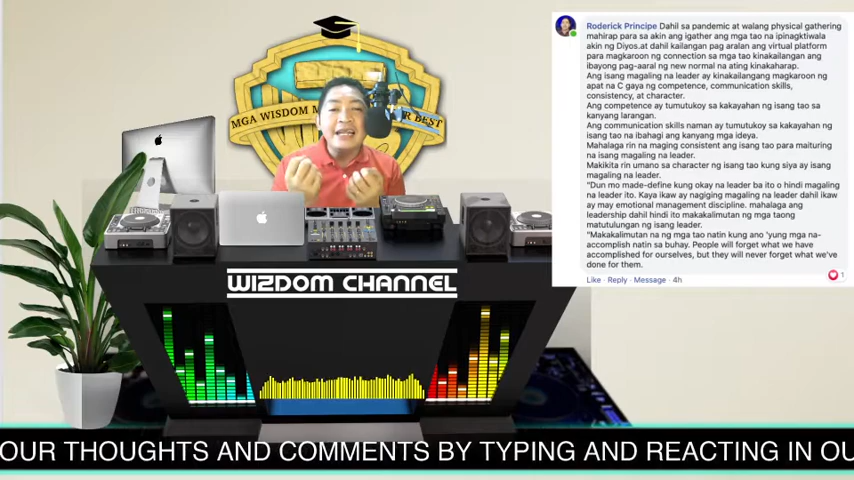 Roderick Principe Dahil sa pandemic at walang physical gathering
mahirap para sa akin ang igather ang mga tao na ipinagktiwala
akin ng Diyos.at dahil kailangan pag aralan ang virtual platform
para magkaroon ng connection sa mga tao kinakailangan ang
ibayong pag-aaral ng new normal na ating kinakaharap.
Ang isang magaling na leader ay kinakailangang magkaroon ng
apat na C gaya ng competence, communication skills,
consistency, at character.
Ang competence ay tumutukoy sa kakayahan ng isang tao sa
kanyang larangan.
Ang communication skills naman ay tumutukoy sa kakayahan ng
isang tao na ibahagi ang kanyang mga ideya.
Mahalaga rin na maging consistent ang isang tao para maituring
na isang magaling na leader.
Makikita rin umano sa character ng isang tao kung siya ay isang
magaling na leader.
"Dun mo made-define kung okay na leader ba ito o hindi magaling
na leader ito. Kaya ikaw ay nagiging magaling na leader dahil ikaw
ay may emotional management discipline. mahalaga ang
leadership dahil hindi ito makakalimutan ng mga taong
matutulungan ng isang leader.
"Makakalimutan na ng mga tao natin kung ano 'yung mga na-
accomplish natin sa buhay. People will forget what we have
accomplished for ourselves, but they will never forget what we've
done for them.
1
Like · Reply · Message · 4h
MGA WISDOM M
R BEST
WIZDOM CHANNEL
OUR THOUGHTS AND COMMENTS BY TYPING AND REACTING IN OU